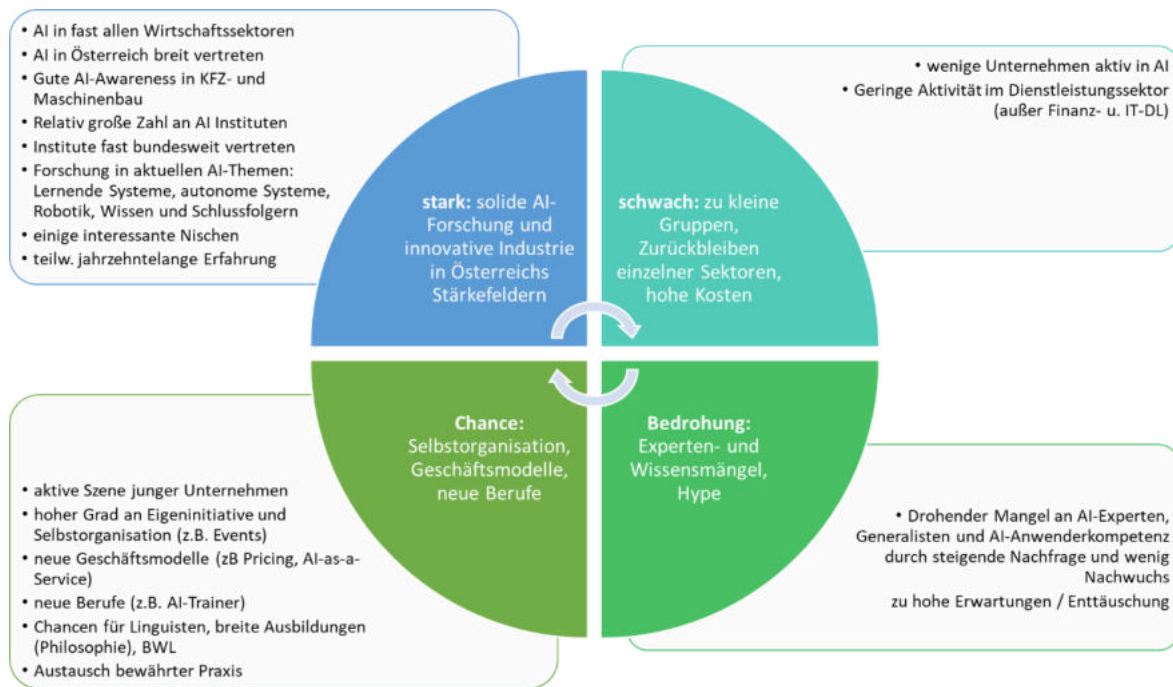 • AI in fast allen Wirtschaftssektoren
• AI in Österreich breit vertreten
• Gute AI-Awareness in KFZ- und
Maschinenbau
• Relativ große Zahl an AI Instituten
• Institute fast bundesweit vertreten
• Forschung in aktuellen AI-Themen:
Lernende Systeme, autonome Systeme,
Robotik, Wissen und Schlussfolgern
• einige interessante Nischen
• teilw. jahrzehntelange Erfahrung
stark: solide AI-
Forschung und
innovative Industrie
in Österreichs
Stärkefeldern
• wenige Unternehmen aktiv in AI
• Geringe Aktivität im Dienstleistungssektor
(außer Finanz- u. IT-DL)
schwach: zu kleine
Gruppen,
Zurückbleiben
einzelner Sektoren,
hohe Kosten
Chance:
Selbstorganisation,
Geschäftsmodelle,
neue Berufe
• aktive Szene junger Unternehmen
• hoher Grad an Eigeninitiative und
Selbstorganisation (z.B. Events)
• neue Geschäftsmodelle (zB Pricing, AI-as-a-
Service)
• neue Berufe (z.B. AI-Trainer)
• Chancen für Linguisten, breite Ausbildungen
(Philosophie), BWL
• Austausch bewährter Praxis
Bedrohung:
Experten- und
Wissensmängel,
Hype
• Drohender Mangel an AI-Experten,
Generalisten und AI-Anwenderkompetenz
durch steigende Nachfrage und wenig
Nachwuchs
zu hohe Erwartungen / Enttäuschung